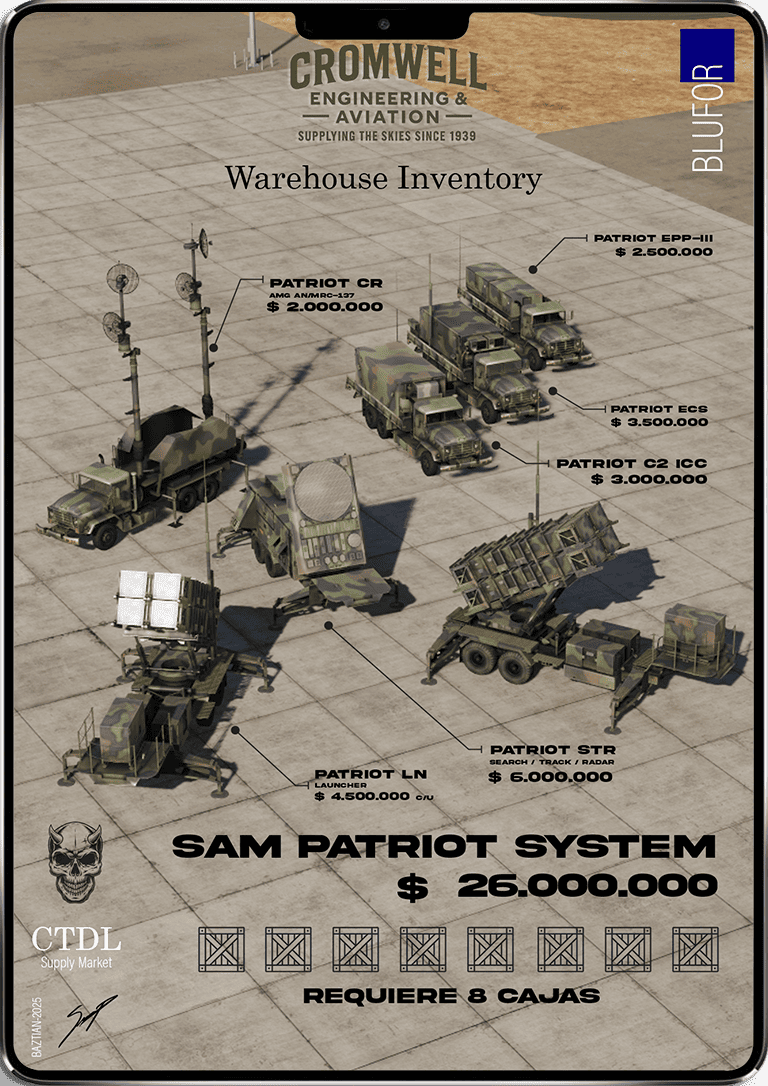 CROMWELL
ENGINEERING &
AVIATION
SUPPLYING THE SKIES SINCE 1939
BLUFOR
Warehouse Inventory
PATRIOT EPP-III
$ 2.500.000
PATRIOT CR
AMG AN/MRC-137
$ 2.000.000
PATRIOT ECS
$ 3.500.000
PATRIOT C2 ICC
$ 3.000.000
PATRIOT STR
SEARCH / TRACK / RADAR
$ 6.000.000
PATRIOT LN
LAUNCHER
$ 4.500.000 C/U
SAM PATRIOT SYSTEM
$ 26.000.000
CTDL
Supply Market
REQUIERE 8 CAJAS
BAZTIAN-2025